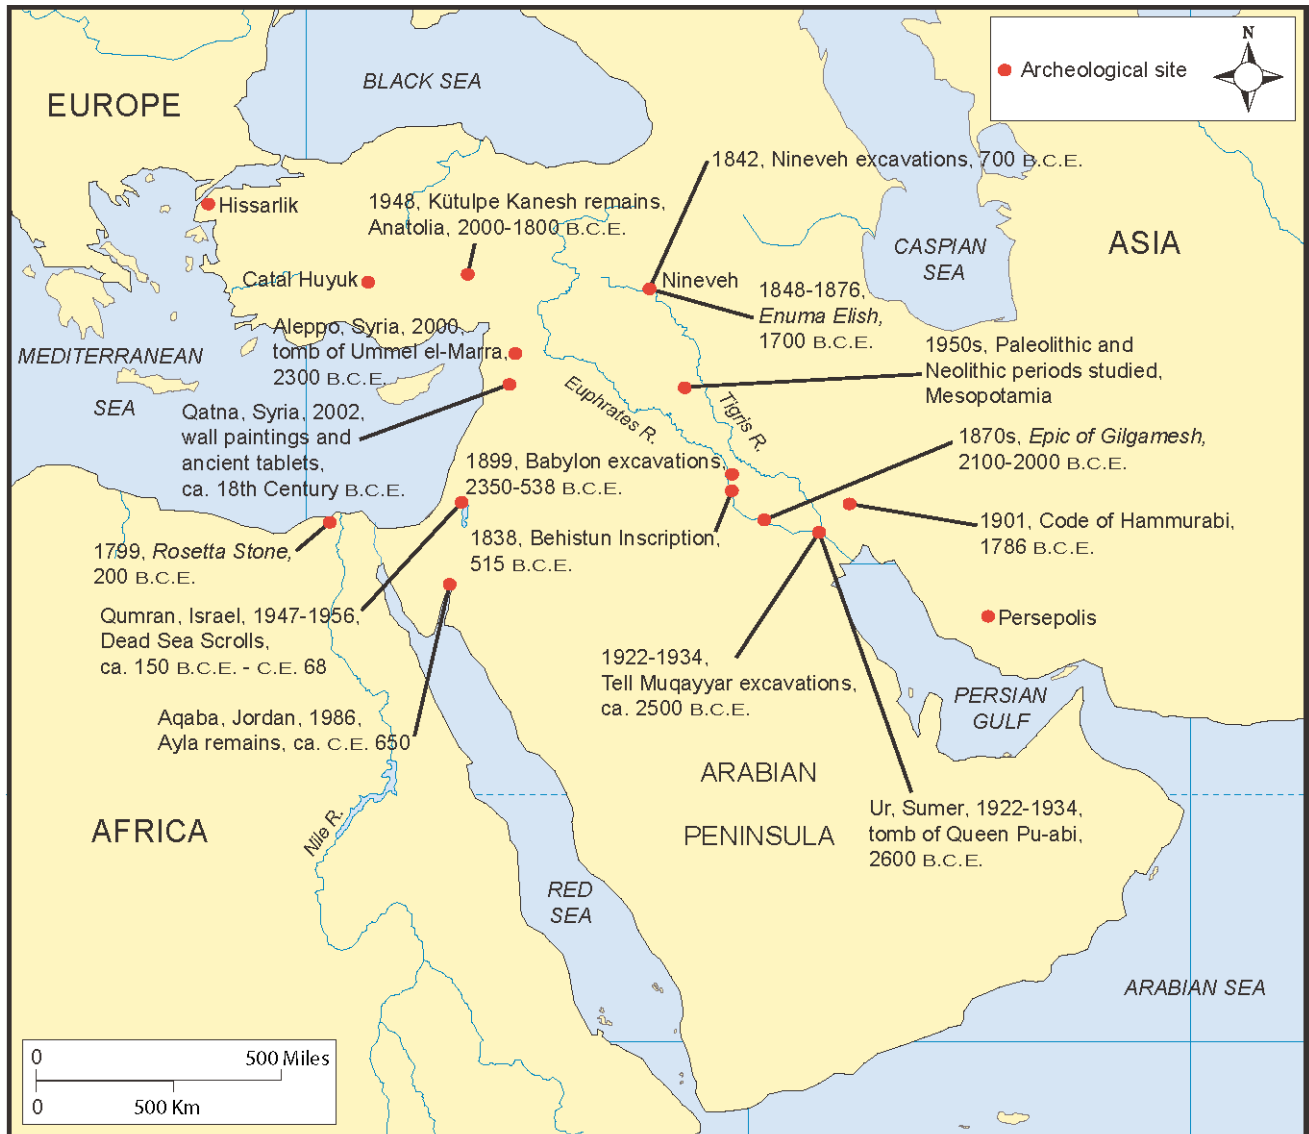 N
Archeological site
EUROPE
BLACK SEA
1842, Nineveh excavations, 700 B.C.E.
Hissarlik
1948, Kütulpe Kanesh remains,
Anatolia, 2000-1800 B.C.E.
CASPIAN
SEA
ASIA
Catal Huyuk
Nineveh
1848-1876,
Enuma Elish,
1700 B.C.E.
Aleppo, Syria, 2000,
tomb of Ummel el-Marra,
2300 B.C.E.
MEDITERRANEAN
SEA
1950s, Paleolithic and
Neolithic periods studied,
Mesopotamia
Euphrates R.
Tigris R.
Qatna, Syria, 2002,
wall paintings and
ancient tablets,
ca. 18th Century B.C.E.
1870s, Epic of Gilgamesh,
2100-2000 B.C.E.
1899, Babylon excavations,
2350-538 B.C.E.
1901, Code of Hammurabi,
1786 B.C.E.
1838, Behistun Inscription,
515 B.C.E.
1799, Rosetta Stone,
200 B.C.E.
Qumran, Israel, 1947-1956,
Dead Sea Scrolls,
ca. 150 B.C.E. - C.E. 68
Persepolis
1922-1934,
Tell Muqayyar excavations,
ca. 2500 B.C.E.
PERSIAN
GULF
Aqaba, Jordan, 1986,
Ayla remains, ca. C.E. 650
ARABIAN
PENINSULA
Ur, Sumer, 1922-1934,
tomb of Queen Pu-abi,
2600 B.C.E.
AFRICA
Nile R.
RED
SEA
ARABIAN SEA
0 500 Miles
0 500 Km